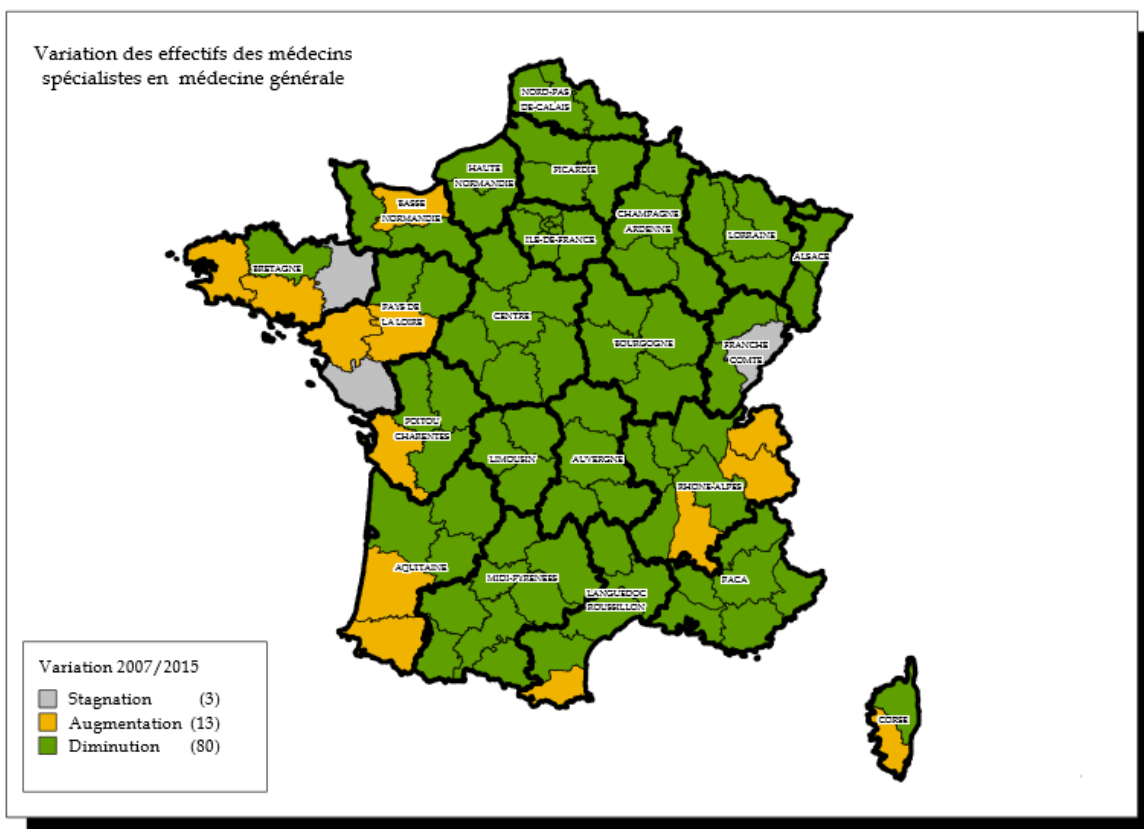 Variation des effectifs des médecins
spécialistes en médecine générale
NORD-PAS
DE-CALAIS
HAUTE
NORMANDIE
PICARDIE
BASSE
NORMANDIE
CHAMPAGNE
ARDENNE
ILE-DE-FRANCE
LORRAINE
ALSACE
BRETAGNE
PAYS DE
LA LOIRE
CENTRE
BOURGOGNE
FRANCHE
COMTE
POITOU
CHARENTES
LIMOUSIN
AUVERGNE
RHONE-ALPES
AQUITAINE
MIDI-PYRENEES
LANGUEDOC
ROUSSILLON
PACA
CORSE
Variation 2007/2015
Stagnation (3)
Augmentation (13)
Diminution (80)